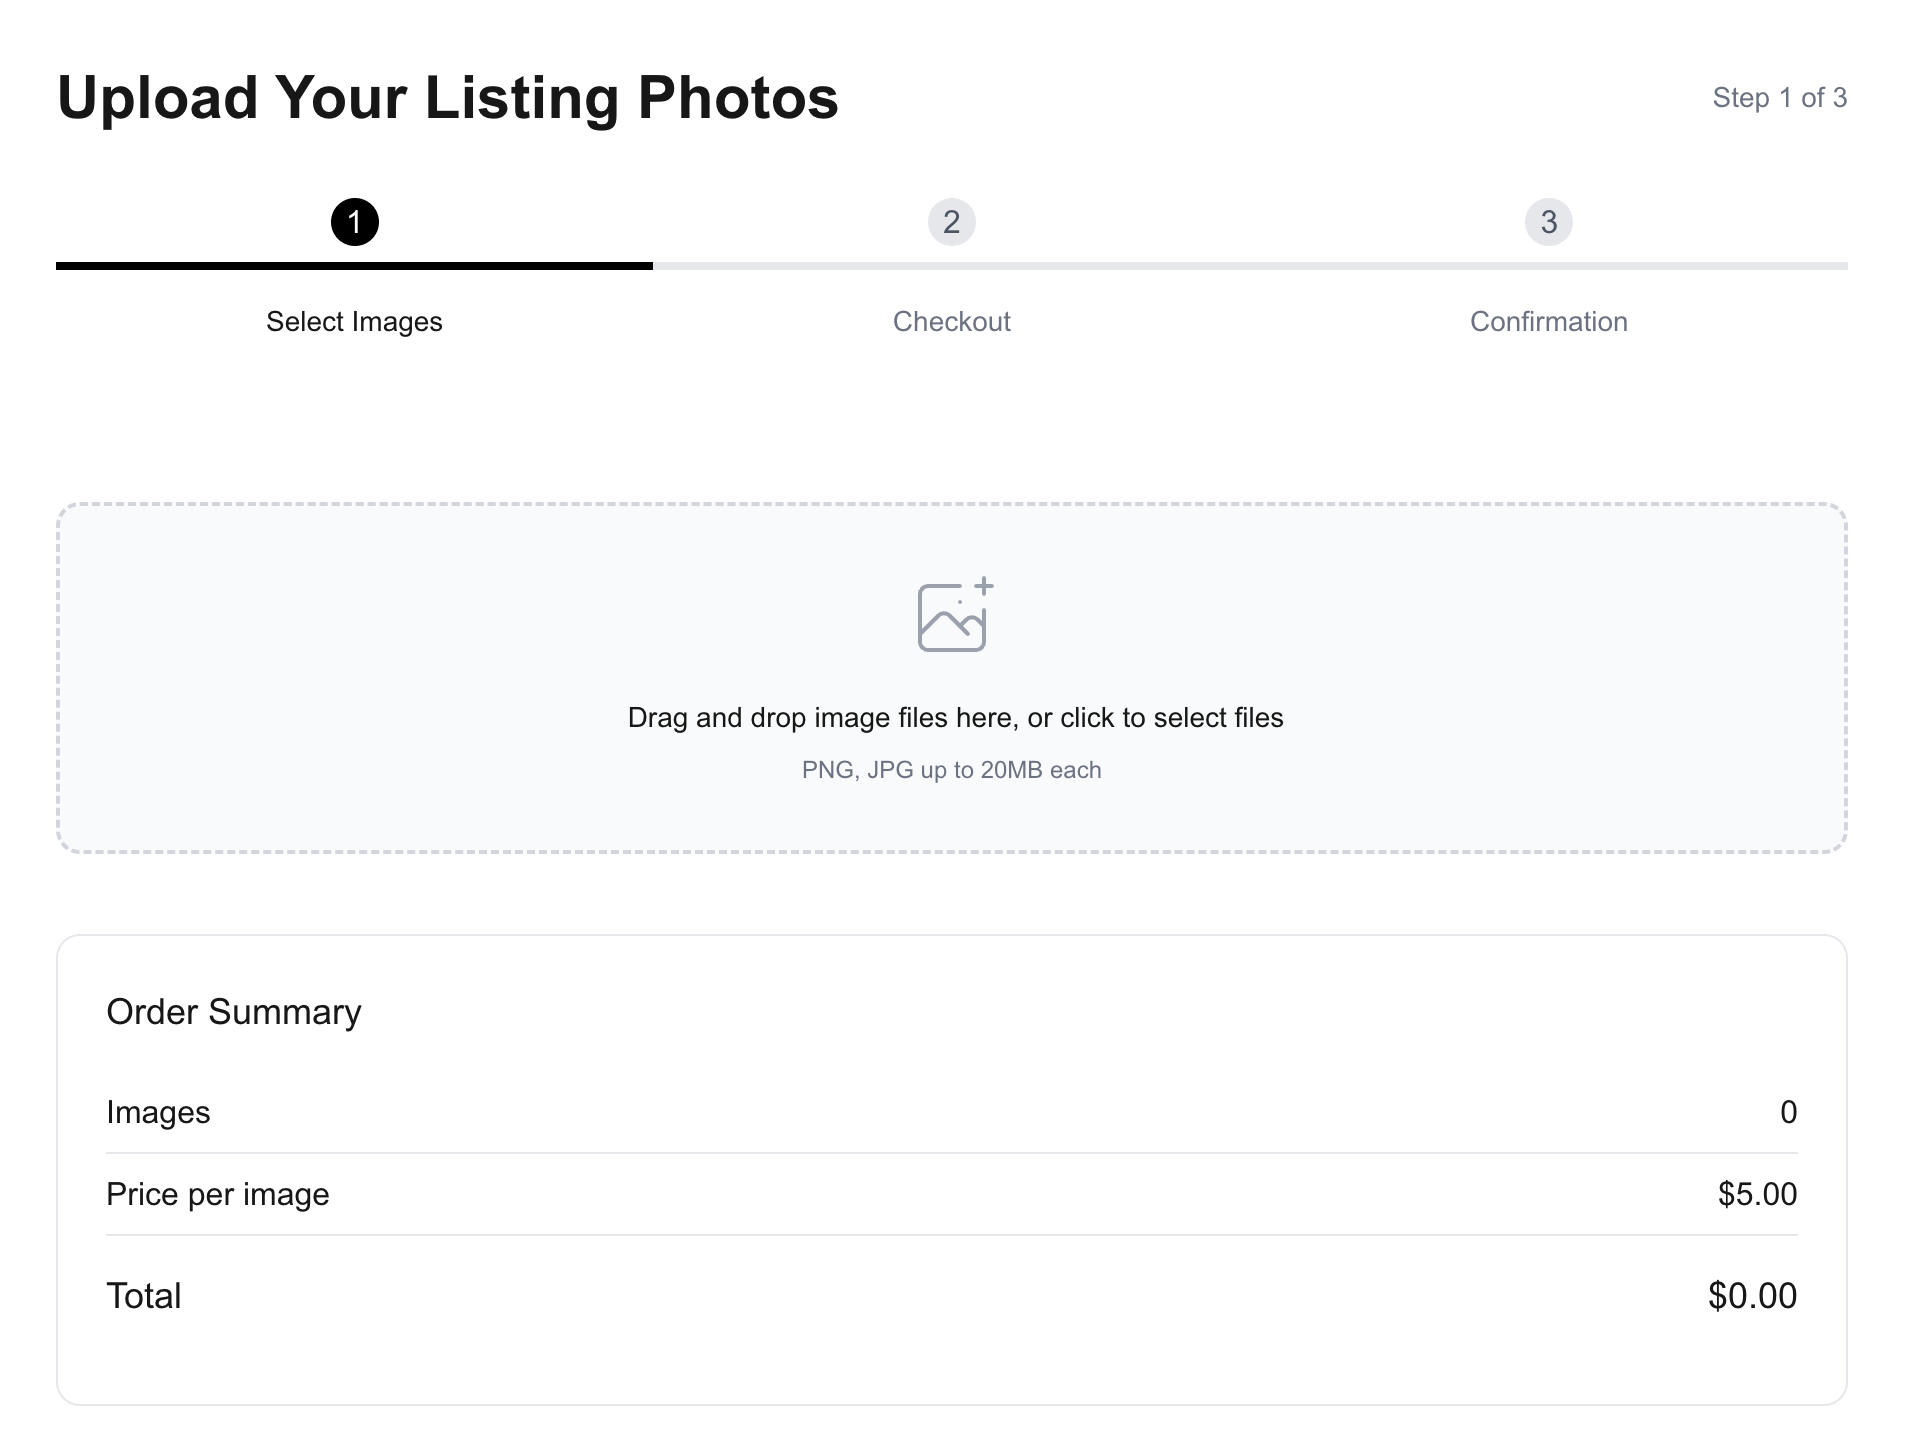 Upload Your Listing Photos
Step 1 of 3
1
2
3
Select Images
Checkout
Confirmation
Drag and drop image files here, or click to select files
PNG, JPG up to 20MB each
Order Summary
Images 0
Price per image $5.00
Total $0.00